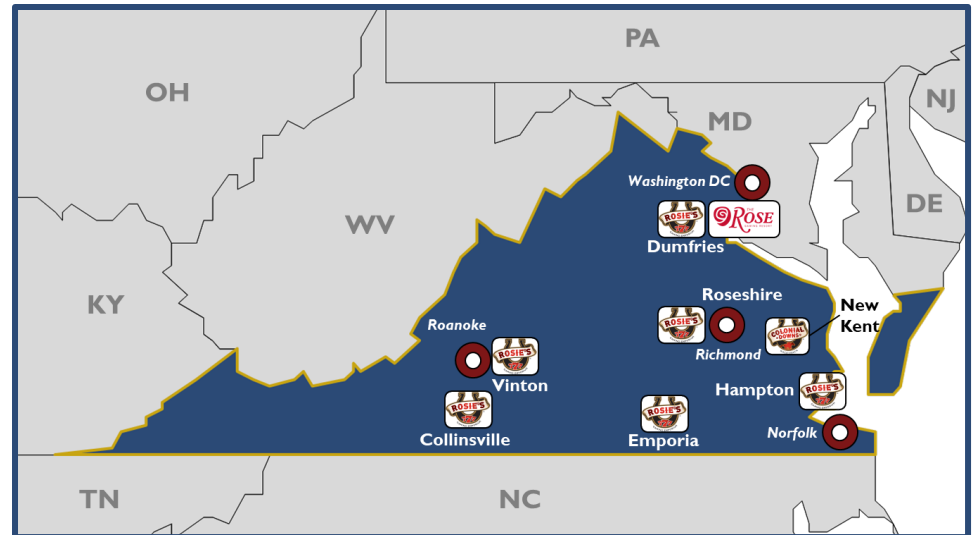 PA
OH
NJ
MD
Washington DC
DE
ROSIE'S
THE
ROSE
WV
Dumfries
KY
Roseshire
New
Kent
Roanoke
ROSIE'S
COLONIAL
DOWNS
Richmond
ROSIE'S
Vinton
Hampton
ROSIE'S
ROSIE'S
ROSIE'S
Collinsville
Emporia
Norfolk
TN
NC